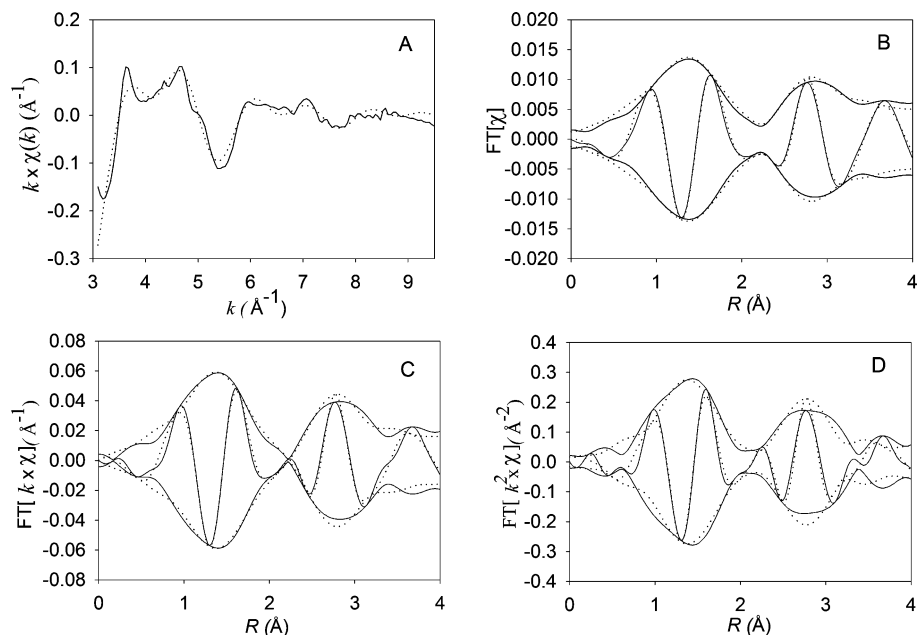 A
0.2
0.1
0.0
-0.1
-0.2
-0.3
k x χ(k) (Å-1)
3 4 5 6 7 8 9
k ( Å-1)
B
0.020
0.015
0.010
0.005
0.000
-0.005
-0.010
-0.015
-0.020
FT[χ]
0 1 2 3 4
R (Å)
C
0.08
0.06
0.04
0.02
0.00
-0.02
-0.04
-0.06
-0.08
FT[ k x χ] ( Å-1)
0 1 2 3 4
R (Å)
D
0.4
0.3
0.2
0.1
0.0
-0.1
-0.2
-0.3
-0.4
FT[ k2x χ] (Å-2)
0 1 2 3 4
R (Å)